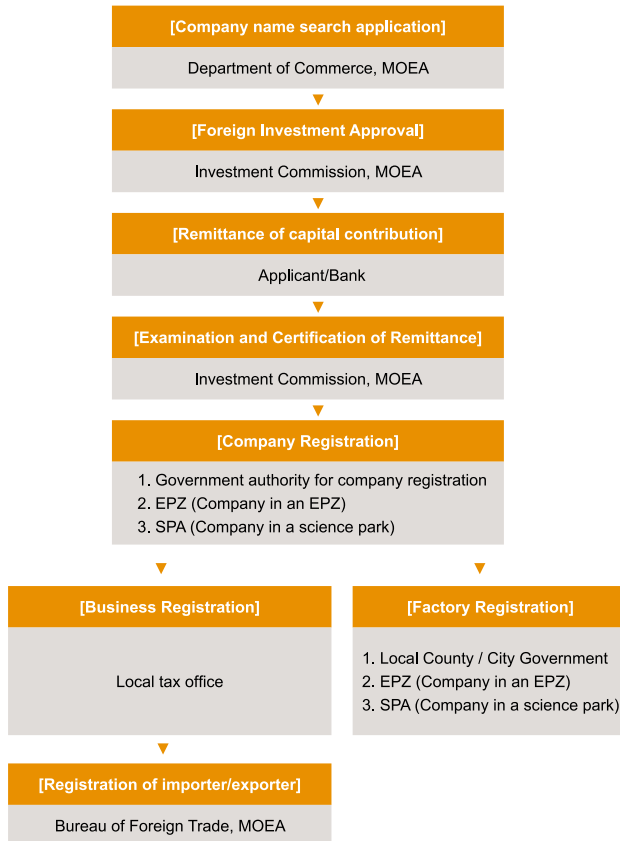 [Company name search application]
Department of Commerce, MOEA
[Foreign Investment Approval]
Investment Commission, MOEA
[Remittance of capital contribution]
Applicant/Bank
[Examination and Certification of Remittance]
Investment Commission, MOEA
[Company Registration]
1. Government authority for company registration
2. EPZ (Company in an EPZ)
3. SPA (Company in a science park)
[Business Registration]
Local tax office
[Factory Registration]
1. Local County / City Government
2. EPZ (Company in an EPZ)
3. SPA (Company in a science park)
[Registration of importer/exporter]
Bureau of Foreign Trade, MOEA